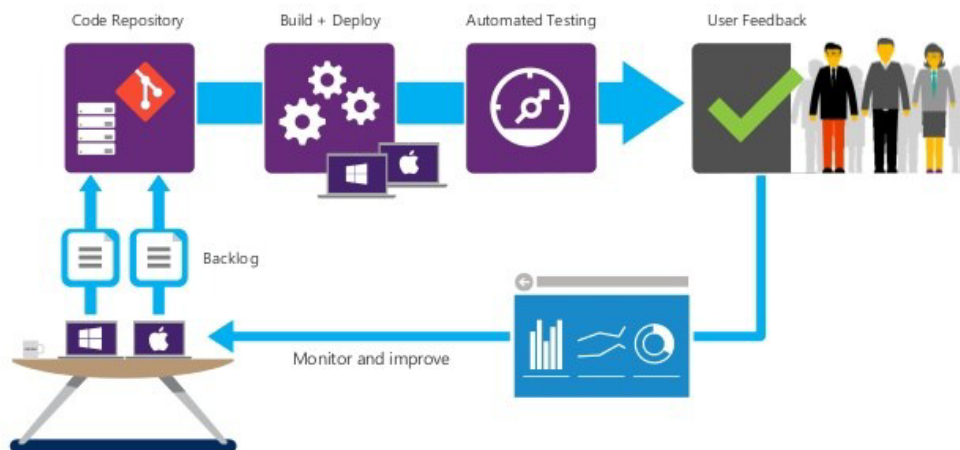 Code Repository
Build + Deploy
Automated Testing
User Feedback
Backlog
Monitor and improve